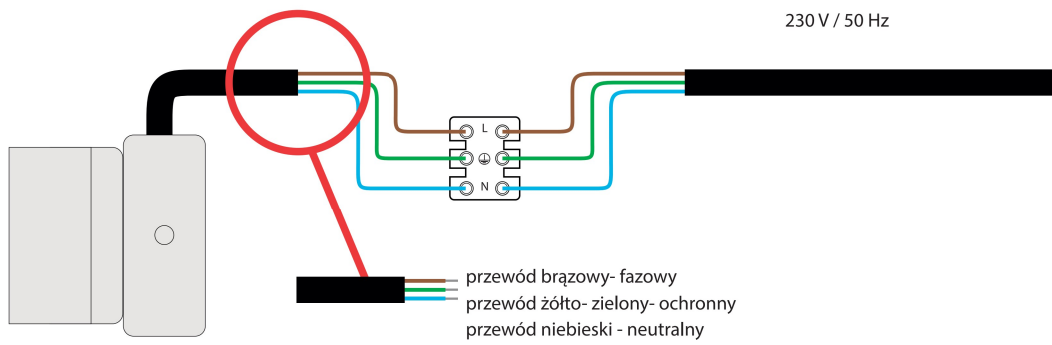 230 V / 50 Hz
L
N
przewód brązowy- fazowy
przewód żółto- zielony- ochronny
przewód niebieski - neutralny